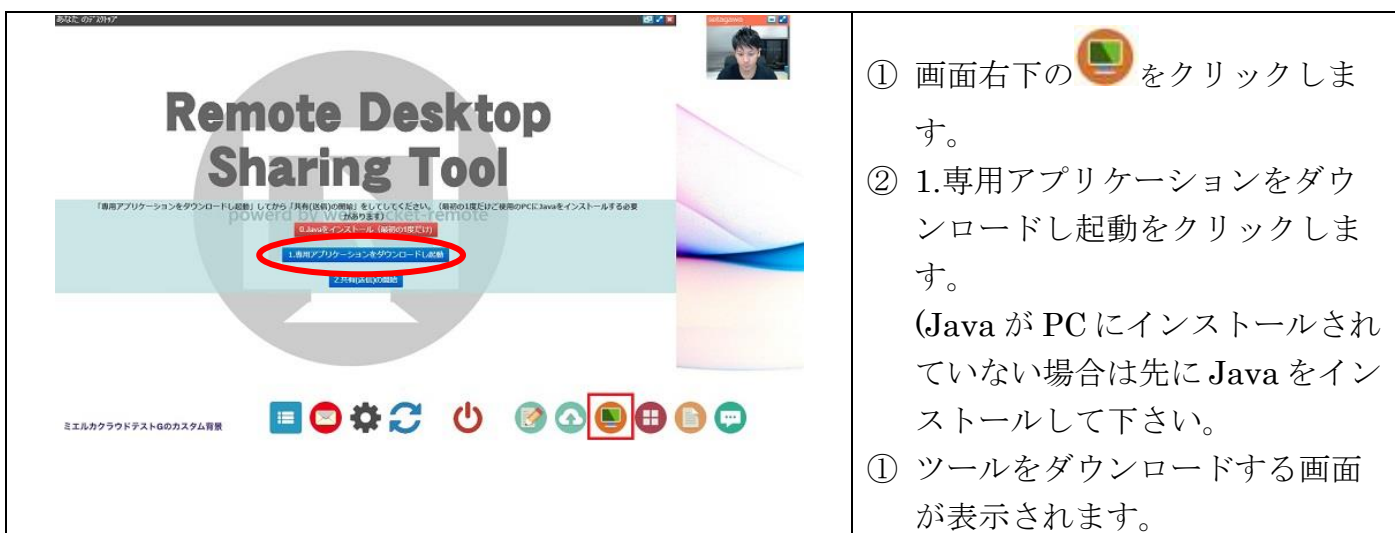 あなた のデスクトップ
sotagawa
Remote Desktop
Sharing Tool
「専用アプリケーションをダウンロードし起動」してから「共有(送信)の開始」をしてしてください。（最初の1度だけご使用のPCにJavaをインストールする必要
があります）
0.Javaをインストール（最初の1度だけ）
1.専用アプリケーションをダウンロードし起動
2.共有(送信)の開始
ミエルカクラウドテストGのカスタム背景
① 画面右下の をクリックしま
す。
② 1.専用アプリケーションをダウ
ンロードし起動をクリックしま
す。
(Java が PC にインストールされ
ていない場合は先に Java をイン
ストールして下さい。
① ツールをダウンロードする画面
が表示されます。